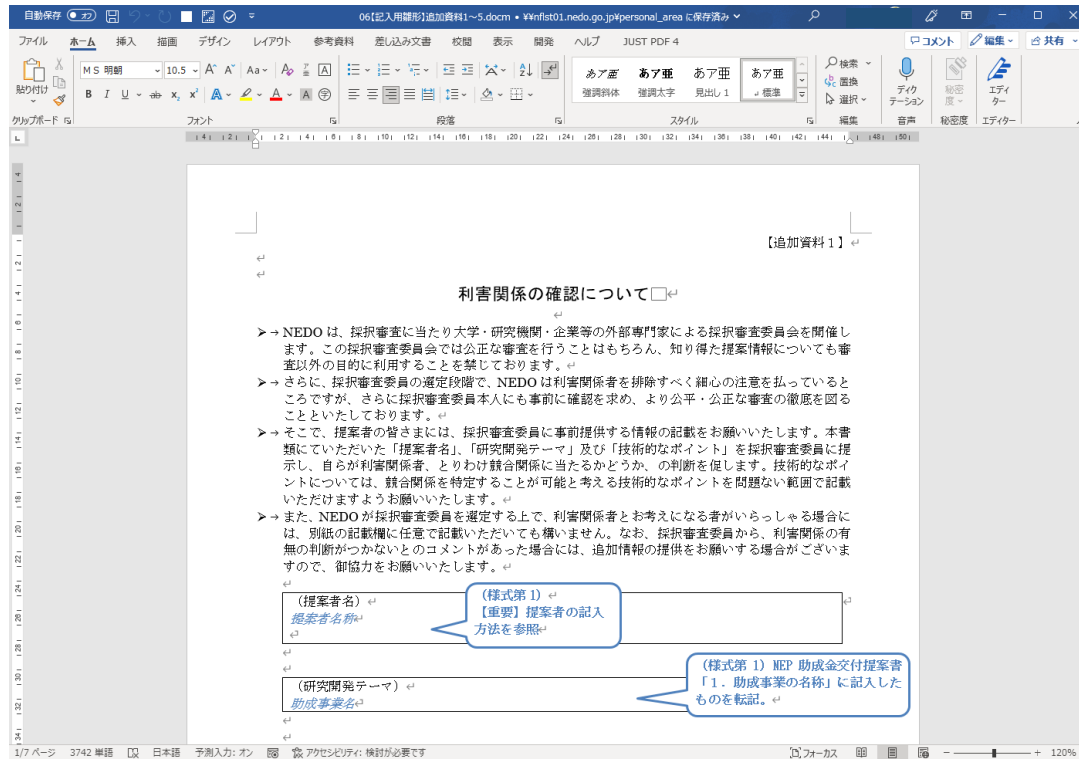 自動保存 オフ 06【記入用雛形】追加資料1～5.docm • ¥¥nflst01.nedo.go.jp¥personal_area に保存済み
ファイル ホーム 挿入 描画 デザイン レイアウト 参考資料 差し込み文書 校閲 表示 開発 ヘルプ JUST PDF 4 コメント 編集 共有
貼り付け MS 明朝 10.5 A A Aa B I U ab x₂ x² A A A 検索
あア亜 あア亜 あア亜 あア亜 置換
強調斜体 強調太字 見出し 1 標準 選択 ディクテーション 秘密度 エディター
クリップボード フォント 段落 スタイル 編集 音声 秘密度 エディター
【追加資料１】
利害関係の確認について
NEDO は、採択審査に当たり大学・研究機関・企業等の外部専門家による採択審査委員会を開催し
ます。この採択審査委員会では公正な審査を行うことはもちろん、知り得た提案情報についても審
査以外の目的に利用することを禁じております。
さらに、採択審査委員の選定段階で、NEDO は利害関係者を排除すべく細心の注意を払っていると
ころですが、さらに採択審査委員本人にも事前に確認を求め、より公平・公正な審査の徹底を図る
ことといたしております。
そこで、提案者の皆さまには、採択審査委員に事前提供する情報の記載をお願いいたします。本書
類にていただいた「提案者名」、「研究開発テーマ」及び「技術的なポイント」を採択審査委員に提
示し、自らが利害関係者、とりわけ競合関係に当たるかどうか、の判断を促します。技術的なポイ
ントについては、競合関係を特定することが可能と考える技術的なポイントを問題ない範囲で記載
いただけますようお願いいたします。
また、NEDO が採択審査委員を選定する上で、利害関係者とお考えになる者がいらっしゃる場合に
は、別紙の記載欄に任意で記載いただいても構いません。なお、採択審査委員から、利害関係の有
無の判断がつかないとのコメントがあった場合には、追加情報の提供をお願いする場合がございま
すので、御協力をお願いいたします。
（提案者名）
提案者名称
（様式第 1）
【重要】提案者の記入
方法を参照
（研究開発テーマ）
助成事業名
（様式第 1）NEP 助成金交付提案書
「１．助成事業の名称」に記入した
ものを転記。
1/7 ページ 3742 単語 日本語 予測入力: オン アクセシビリティ: 検討が必要です フォーカス 120%